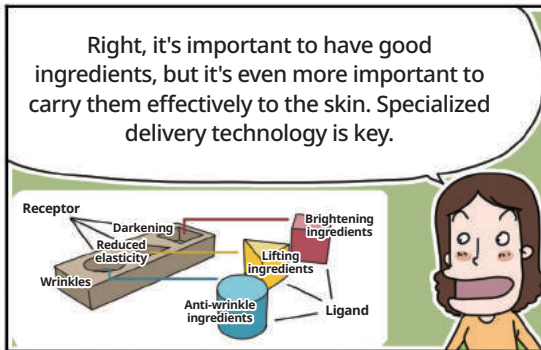 Right, it's important to have good
ingredients, but it's even more important to
carry them effectively to the skin. Specialized
delivery technology is key.
Receptor
Darkening
Reduced
elasticity
Wrinkles
Brightening
ingredients
Lifting
ingredients
Anti-wrinkle
ingredients
Ligand